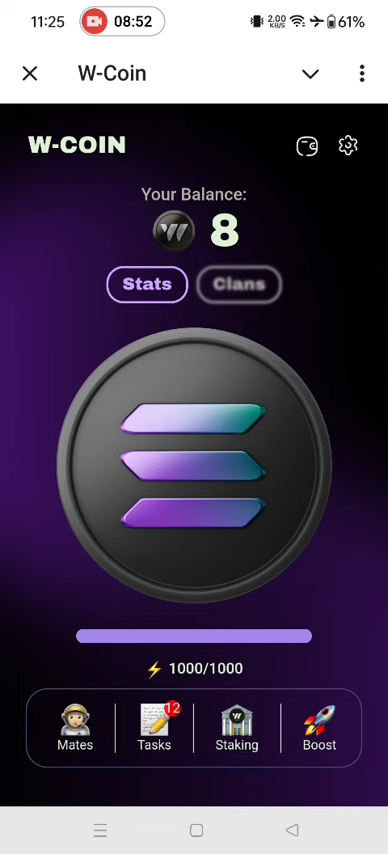 11:25 08:52 2.00 KB/S 61%
W-Coin
W-COIN
Your Balance:
8
Stats Clans
1000/1000
12
Mates Tasks Staking Boost